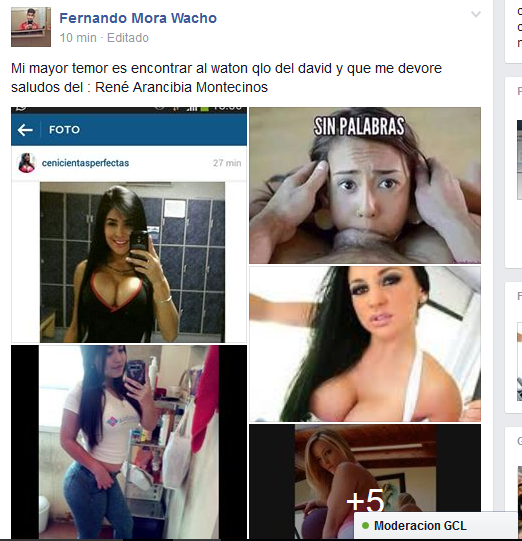 Fernando Mora Wacho
10 min · Editado
Mi mayor temor es encontrar al waton qlo del david y que me devore
saludos del : René Arancibia Montecinos
FOTO
cenicientasperfectas
27 min
SIN PALABRAS
+5
Moderacion GCL